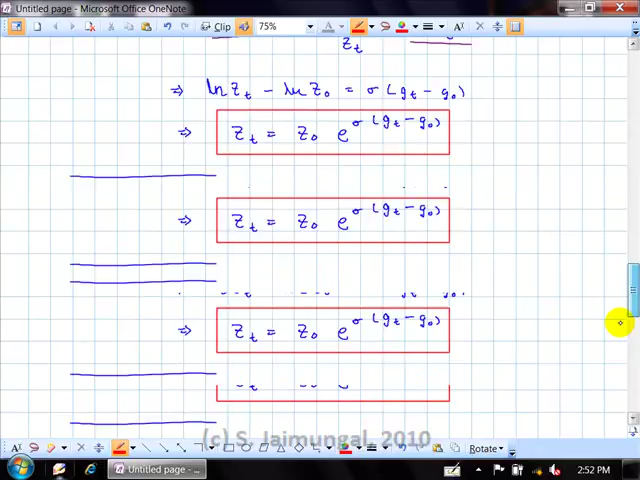 Untitled page - Microsoft Office OneNote
Clip 75%
Z_t
⇒ ln Z_t - ln Z_0 = σ (g_t - g_0)
⇒ Z_t = Z_0 e^{σ (g_t - g_0)}
⇒ Z_t = Z_0 e^{σ (g_t - g_0)}
⇒ Z_t = Z_0 e^{σ (g_t - g_0)}
(c) S. Jaimungal, 2010
Rotate
Untitled page - ...
2:52 PM